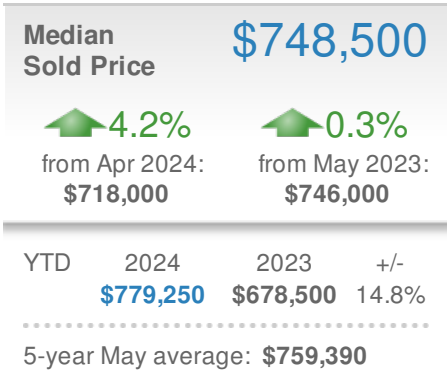 Median $748,500
Sold Price
4.2% 0.3%
from Apr 2024: from May 2023:
$718,000 $746,000
YTD 2024 2023 +/-
$779,250 $678,500 14.8%
5-year May average: $759,390